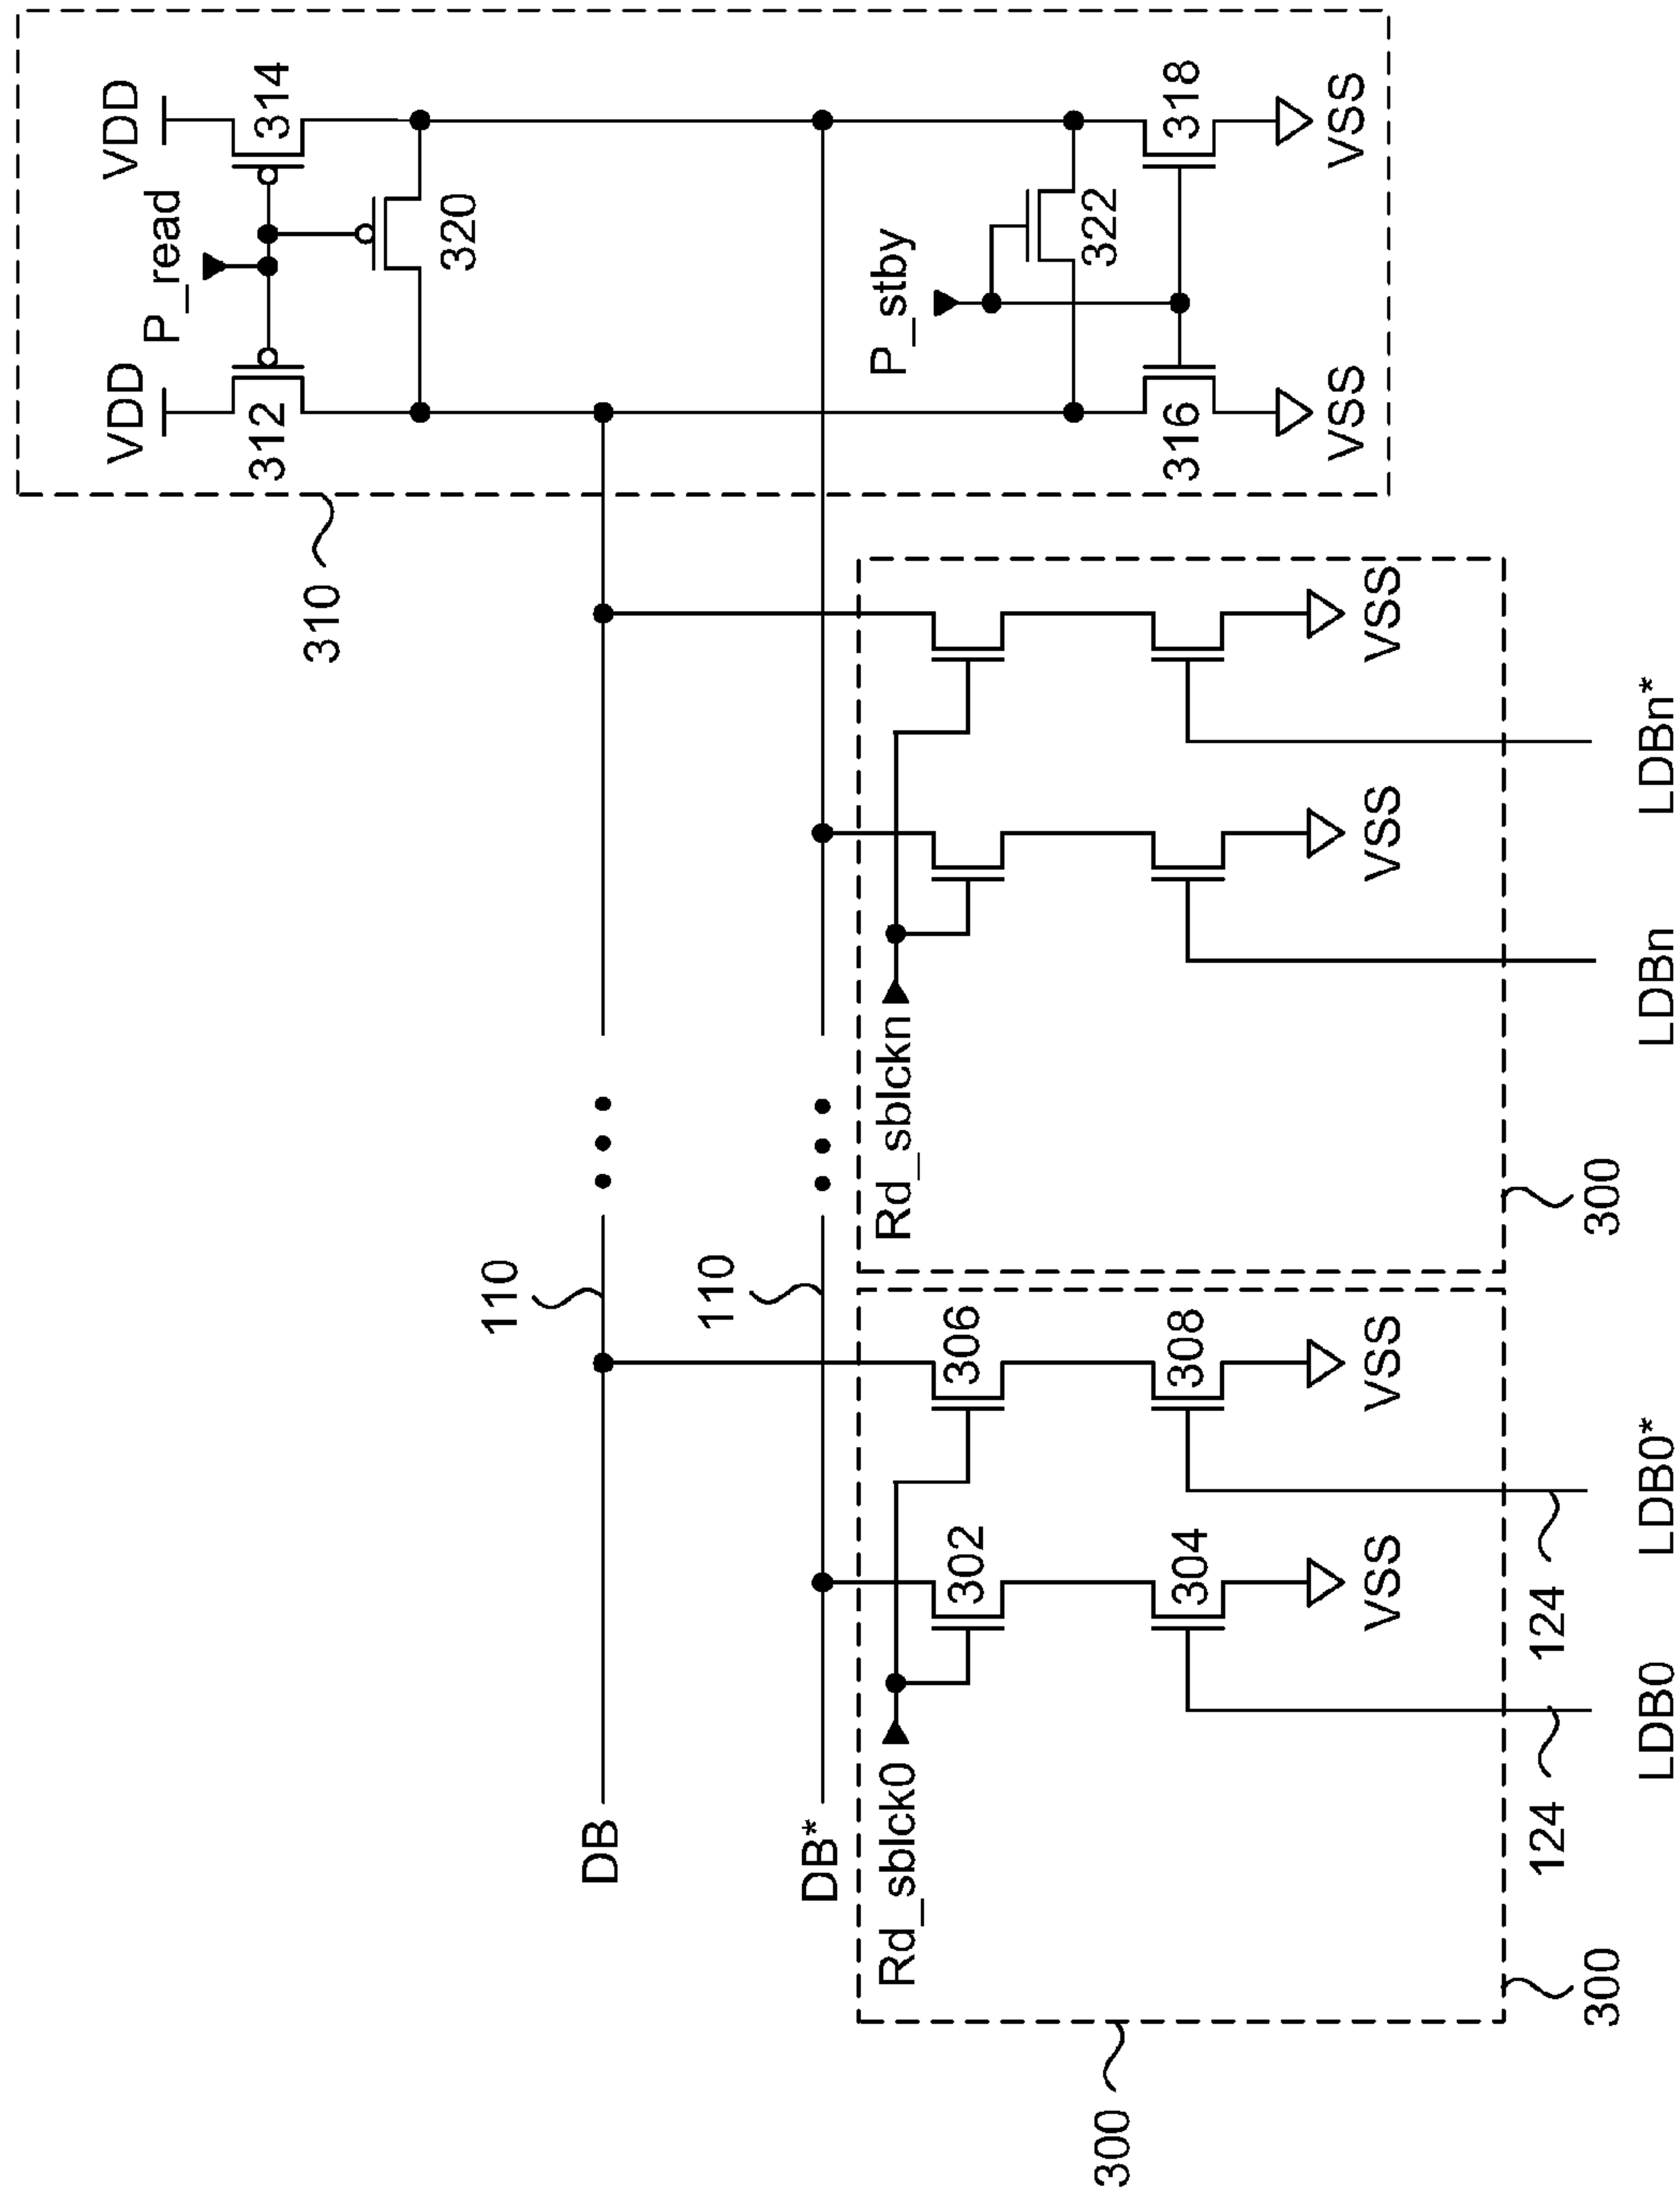 VDD
VDD
P_read
312
314
310
320
110
DB
110
DB*
P_stby
Rd_sblck0
Rd_sblckn
302
306
322
300
304
308
316
318
VSS
VSS
VSS
VSS
VSS
VSS
124
124
300
300
LDB0
LDB0*
LDBn
LDBn*